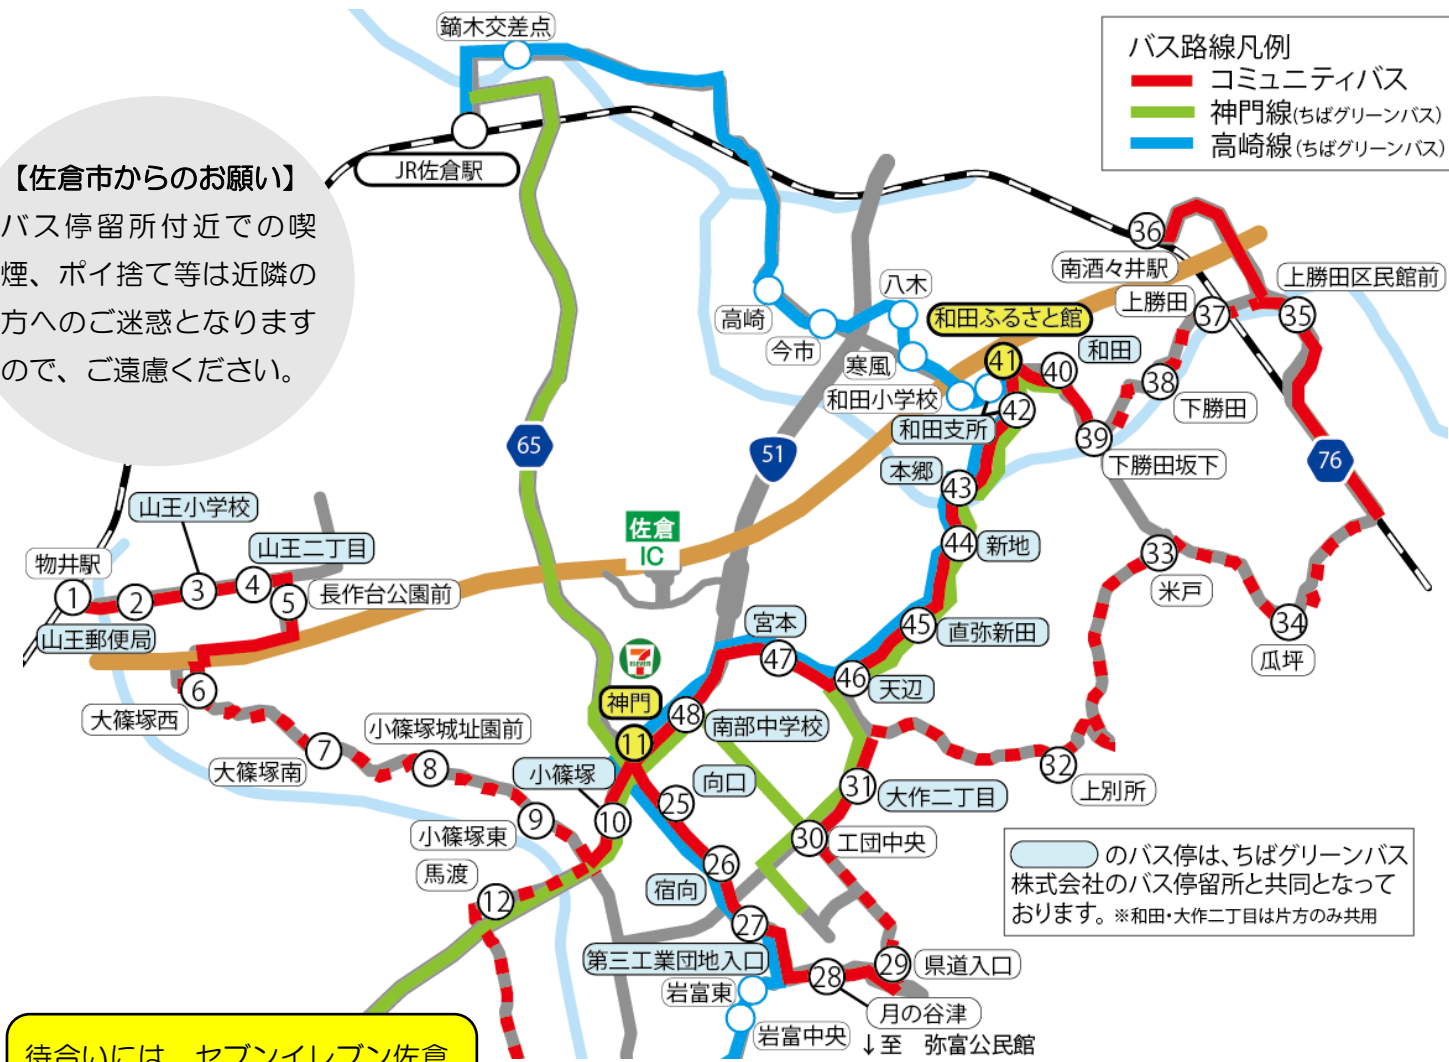 鏑木交差点
バス路線凡例
コミュニティバス
神門線(ちばグリーンバス)
高崎線(ちばグリーンバス)
JR佐倉駅
【佐倉市からのお願い】
バス停留所付近での喫
煙、ポイ捨て等は近隣の
方へのご迷惑となります
ので、ご遠慮ください。
36
南酒々井駅
上勝田区民館前
上勝田
37
35
八木
高崎
今市
和田ふるさと館
寒風
41
和田
40
38
下勝田
和田小学校
和田支所
42
39
下勝田坂下
65
51
76
本郷
43
山王小学校
山王二丁目
佐倉
IC
44
新地
33
米戸
物井駅
1
2
3
4
5
長作台公園前
山王郵便局
宮本
45
直弥新田
34
瓜坪
47
46
天辺
6
大篠塚西
ELEVEN
神門
48
南部中学校
小篠塚城址園前
7
大篠塚南
8
11
小篠塚
向口
25
31
大作二丁目
32
上別所
9
小篠塚東
10
30
工団中央
馬渡
12
26
宿向
のバス停は、ちばグリーンバス
株式会社のバス停留所と共同となって
おります。※和田・大作二丁目は片方のみ共用
27
第三工業団地入口
28
29
県道入口
岩富東
月の谷津
岩富中央
↓至 弥富公民館
待合いには、セブンイレブン佐倉